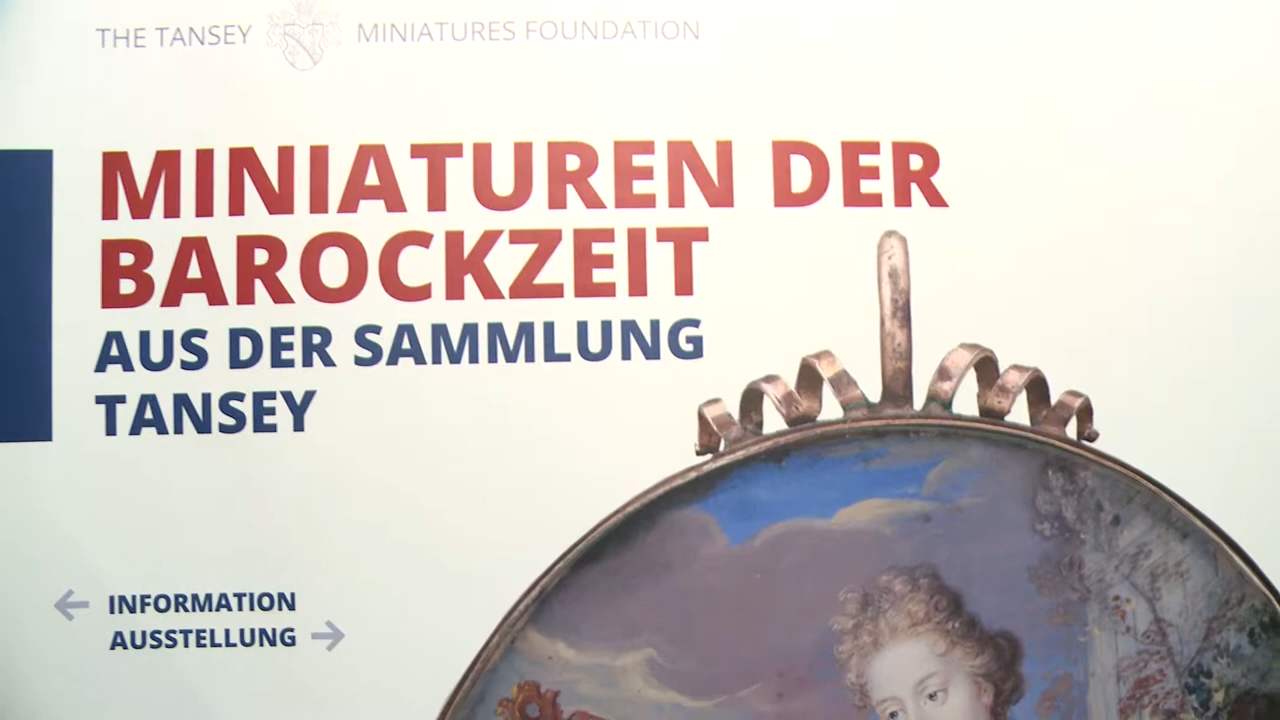 THE TANSEY MINIATURES FOUNDATION
MINIATUREN DER
BAROCKZEIT
AUS DER SAMMLUNG
TANSEY
← INFORMATION
AUSSTELLUNG →